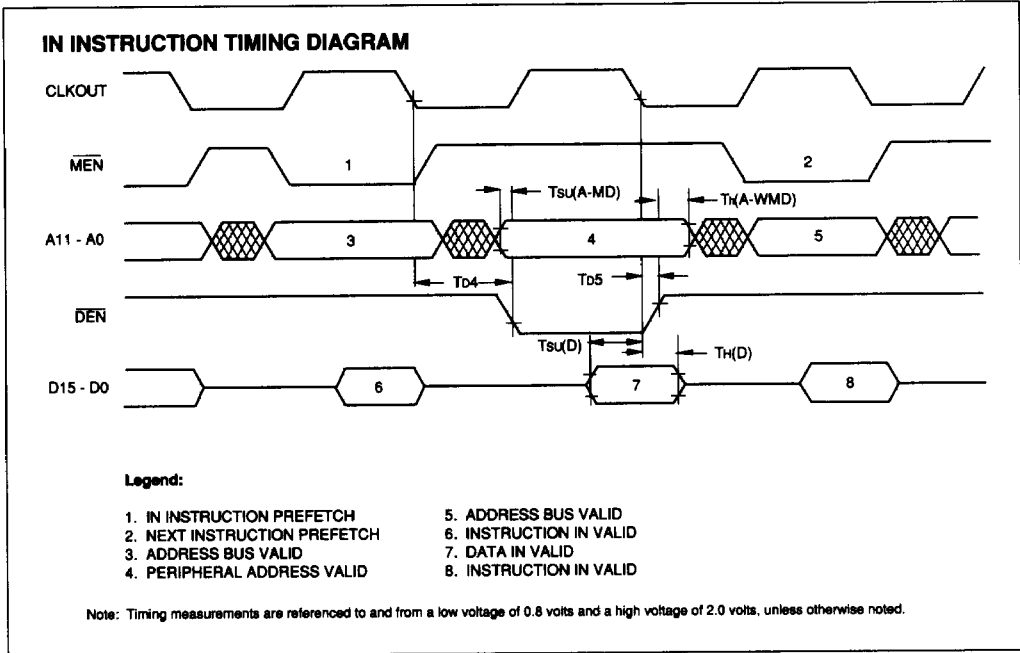 IN INSTRUCTION TIMING DIAGRAM
CLKOUT
MEN
1
2
TSU(A-MD)
TH(A-WMD)
A11 - A0
3
4
5
TD4
TD5
DEN
TSU(D)
TH(D)
D15 - D0
6
7
8
Legend:
1. IN INSTRUCTION PREFETCH
2. NEXT INSTRUCTION PREFETCH
3. ADDRESS BUS VALID
4. PERIPHERAL ADDRESS VALID
5. ADDRESS BUS VALID
6. INSTRUCTION IN VALID
7. DATA IN VALID
8. INSTRUCTION IN VALID
Note: Timing measurements are referenced to and from a low voltage of 0.8 volts and a high voltage of 2.0 volts, unless otherwise noted.